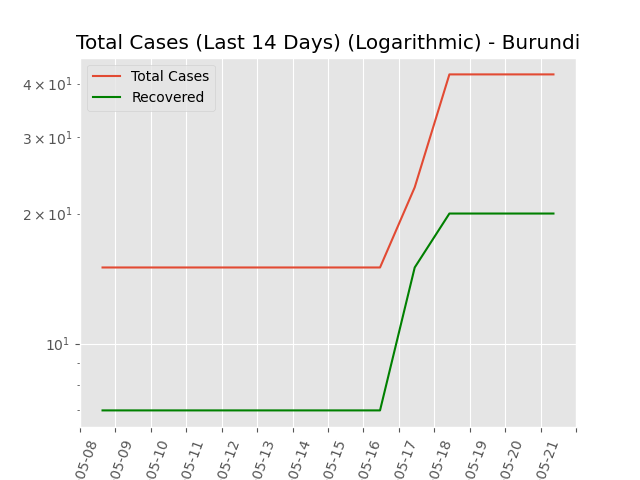 Total Cases (Last 14 Days) (Logarithmic) - Burundi
Total Cases
Recovered
4 × 10¹
3 × 10¹
2 × 10¹
10¹
05-08
05-09
05-10
05-11
05-12
05-13
05-14
05-15
05-16
05-17
05-18
05-19
05-20
05-21